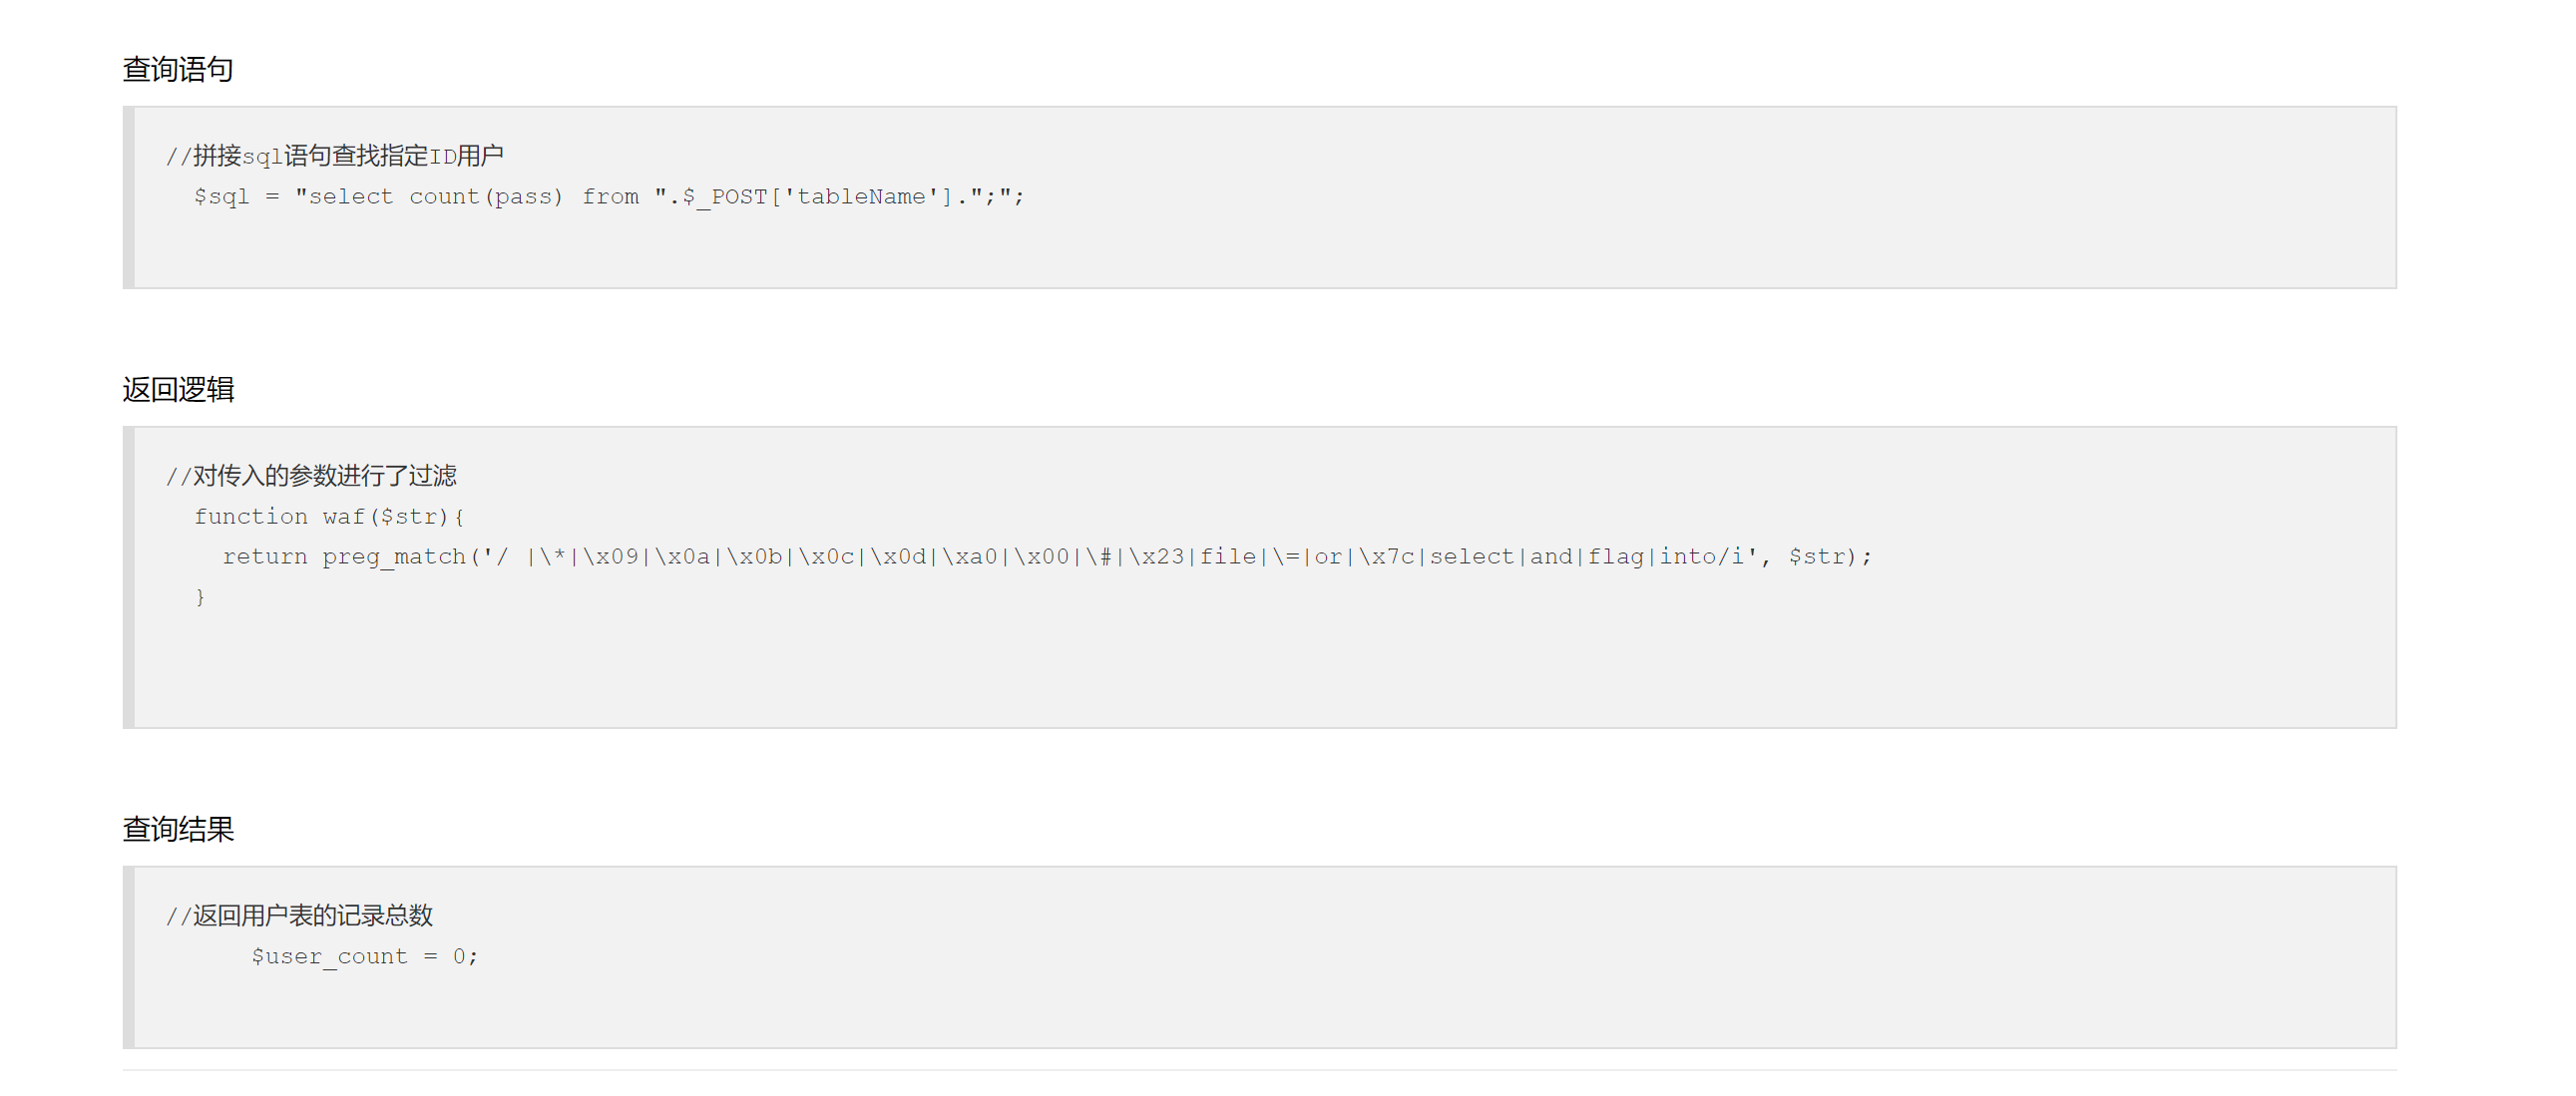 查询语句
//拼接sql语句查找指定ID用户
$sql = "select count(pass) from ".$_POST['tableName'].";";
返回逻辑
//对传入的参数进行了过滤
function waf($str){
return preg_match('/ |\*|\x09|\x0a|\x0b|\x0c|\x0d|\xa0|\x00|\#|\x23|file|\=|or|\x7c|select|and|flag|into/i', $str);
}
查询结果
//返回用户表的记录总数
$user_count = 0;